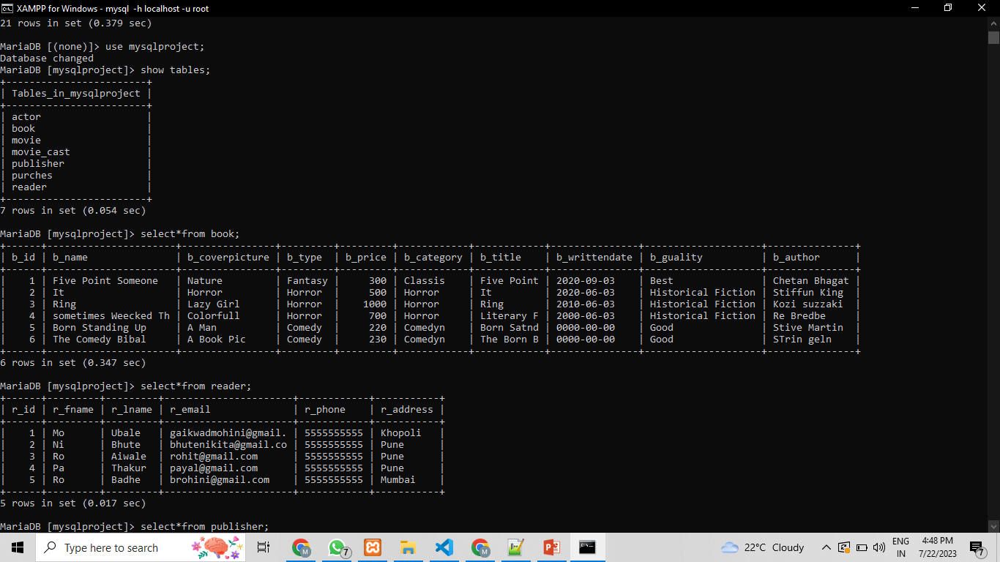 XAMPP for Windows - mysql  -h localhost -u root
21 rows in set (0.379 sec)
MariaDB [(none)]> use mysqlproject;
Database changed
MariaDB [mysqlproject]> show tables;
+------------------------+
| Tables_in_mysqlproject |
+------------------------+
| actor                  |
| book                   |
| movie                  |
| movie_cast             |
| publisher              |
| purches                |
| reader                 |
+------------------------+
7 rows in set (0.054 sec)
MariaDB [mysqlproject]> select*from book;
+------+--------------------+----------------+---------+---------+------------+-----------+---------------+--------------------+---------------+
| b_id | b_name               | b_coverpicture | b_type  | b_price | b_category | b_title    | b_writtendate | b_guality          | b_author      |
+------+--------------------+----------------+---------+---------+------------+-----------+---------------+--------------------+---------------+
|    1 | Five Point Someone   | Nature         | Fantasy |     300 | Classis    | Five Point | 2020-09-03    | Best               | Chetan Bhagat |
|    2 | It                   | Horror         | Horror  |     500 | Horror     | It         | 2020-06-03    | Historical Fiction | Stiffun King  |
|    3 | Ring                 | Lazy Girl      | Horror  |    1000 | Horror     | Ring       | 2010-06-03    | Historical Fiction | Kozi suzzaki  |
|    4 | sometimes Weecked Th | Colorfull      | Horror  |     700 | Horror     | Literary F | 2000-06-03    | Historical Fiction | Re Bredbe     |
|    5 | Born Standing Up     | A Man          | Comedy  |     220 | Comedyn    | Born Satnd | 0000-00-00    | Good               | Stive Martin  |
|    6 | The Comedy Bibal     | A Book Pic     | Comedy  |     230 | Comedyn    | The Born B | 0000-00-00    | Good               | STrin geln    |
+------+--------------------+----------------+---------+---------+------------+-----------+---------------+--------------------+---------------+
6 rows in set (0.347 sec)
MariaDB [mysqlproject]> select*from reader;
+------+---------+---------+----------------------+------------+-----------+
| r_id | r_fname | r_lname | r_email              | r_phone    | r_address |
+------+---------+---------+----------------------+------------+-----------+
|    1 | Mo      | Ubale   | gaikwadmohini@gmail. | 5555555555 | Khopoli   |
|    2 | Ni      | Bhute   | bhutenikita@gmail.co | 5555555555 | Pune      |
|    3 | Ro      | Aiwale  | rohit@gmail.com      | 5555555555 | Pune      |
|    4 | Pa      | Thakur  | payal@gmail.com      | 5555555555 | Pune      |
|    5 | Ro      | Badhe   | brohini@gmail.com    | 5555555555 | Mumbai    |
+------+---------+---------+----------------------+------------+-----------+
5 rows in set (0.017 sec)
MariaDB [mysqlproject]> select*from publisher;
Type here to search
M
7
M
22°C  Cloudy
ENG
IN
4:48 PM
7/22/2023
7